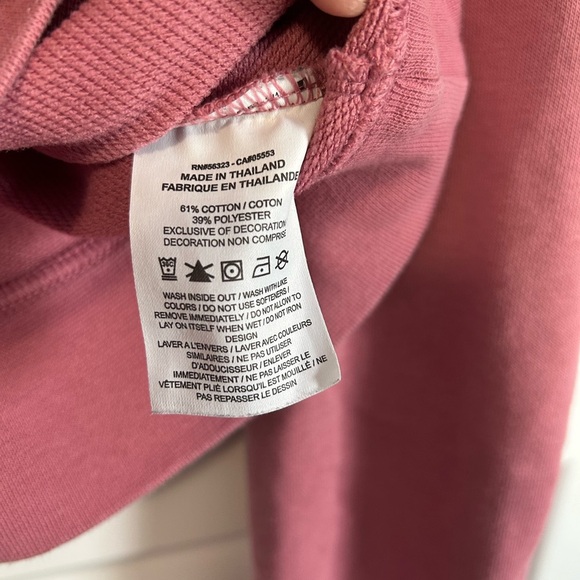 RN#56323 - CA#05553
MADE IN THAILAND
FABRIQUE EN THAILANDE
61% COTTON / COTON
39% POLYESTER
EXCLUSIVE OF DECORATION
DECORATION NON COMPRISE
WASH INSIDE OUT / WASH WITH LIKE
COLORS / DO NOT USE SOFTENERS /
REMOVE IMMEDIATELY / DO NOT ALLOW TO
LAY ON ITSELF WHEN WET / DO NOT IRON
DESIGN
LAVER A L'ENVERS / LAVER AVEC COULEURS
SIMILAIRES / NE PAS UTILISER
D'ADOUCISSEUR / ENLEVER
IMMEDIATEMENT / NE PAS LAISSER LE
VÊTEMENT PLIÉ LORSQU'IL EST MOUILLÉ / NE
PAS REPASSER LE DESSIN